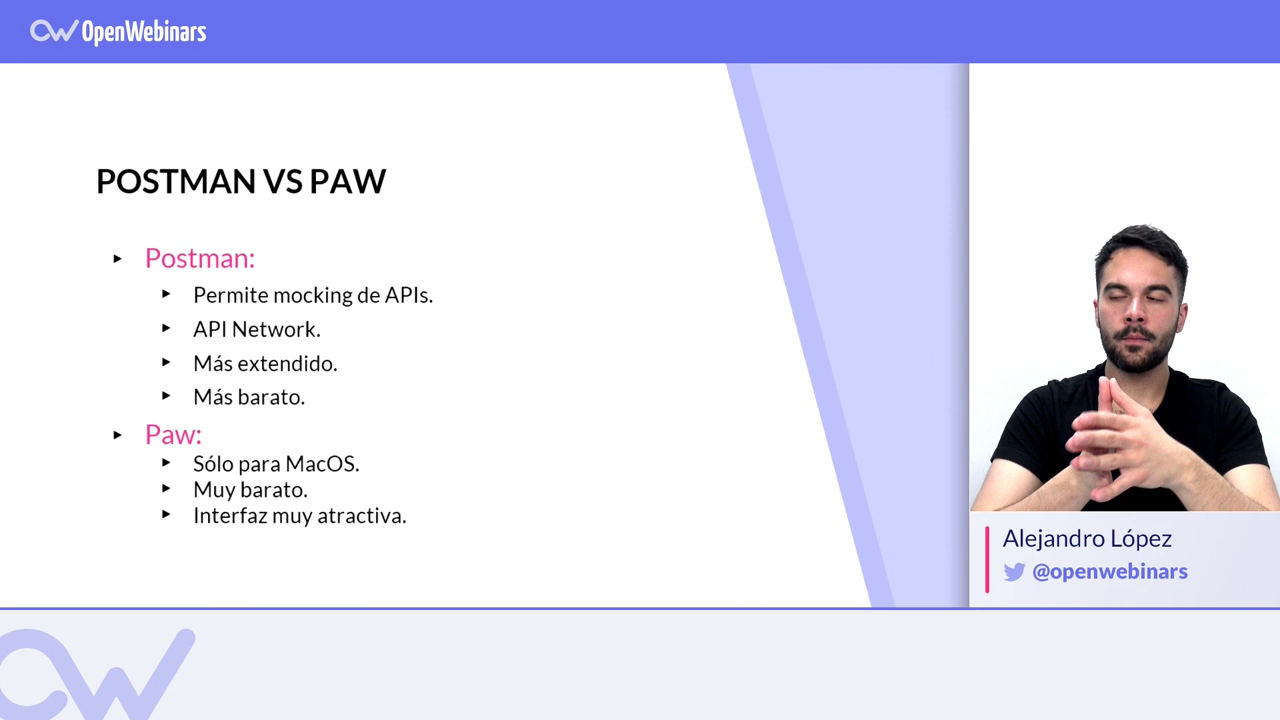 OpenWebinars
POSTMAN VS PAW
Postman:
Permite mocking de APIs.
API Network.
Más extendido.
Más barato.
Paw:
Sólo para MacOS.
Muy barato.
Interfaz muy atractiva.
Alejandro López
@openwebinars